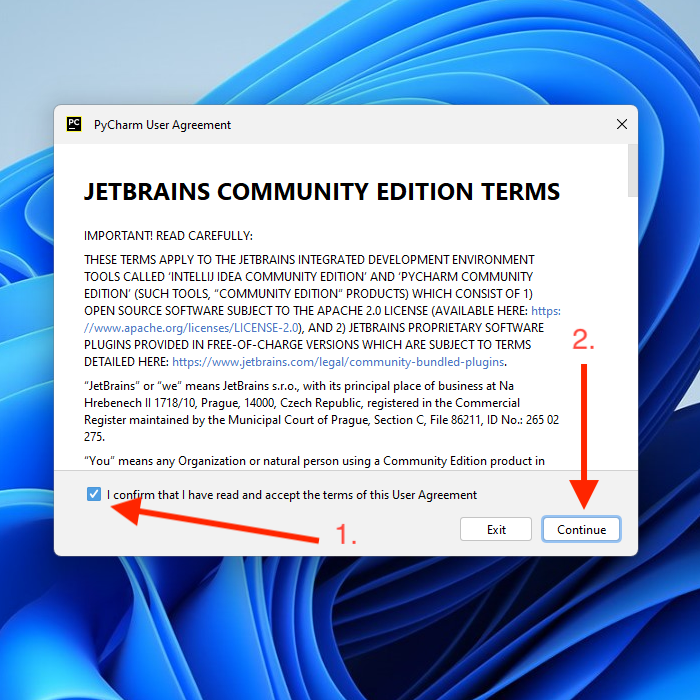 PC
PyCharm User Agreement
JETBRAINS COMMUNITY EDITION TERMS
IMPORTANT! READ CAREFULLY:
THESE TERMS APPLY TO THE JETBRAINS INTEGRATED DEVELOPMENT ENVIRONMENT
TOOLS CALLED ‘INTELLIJ IDEA COMMUNITY EDITION’ AND ‘PYCHARM COMMUNITY
EDITION’ (SUCH TOOLS, “COMMUNITY EDITION” PRODUCTS) WHICH CONSIST OF 1)
OPEN SOURCE SOFTWARE SUBJECT TO THE APACHE 2.0 LICENSE (AVAILABLE HERE: https:
//www.apache.org/licenses/LICENSE-2.0), AND 2) JETBRAINS PROPRIETARY SOFTWARE
PLUGINS PROVIDED IN FREE-OF-CHARGE VERSIONS WHICH ARE SUBJECT TO TERMS
DETAILED HERE: https://www.jetbrains.com/legal/community-bundled-plugins.
2.
“JetBrains” or “we” means JetBrains s.r.o., with its principal place of business at Na
Hrebenech II 1718/10, Prague, 14000, Czech Republic, registered in the Commercial
Register maintained by the Municipal Court of Prague, Section C, File 86211, ID No.: 265 02
275.
“You” means any Organization or natural person using a Community Edition product in
I confirm that I have read and accept the terms of this User Agreement
1.
Exit
Continue